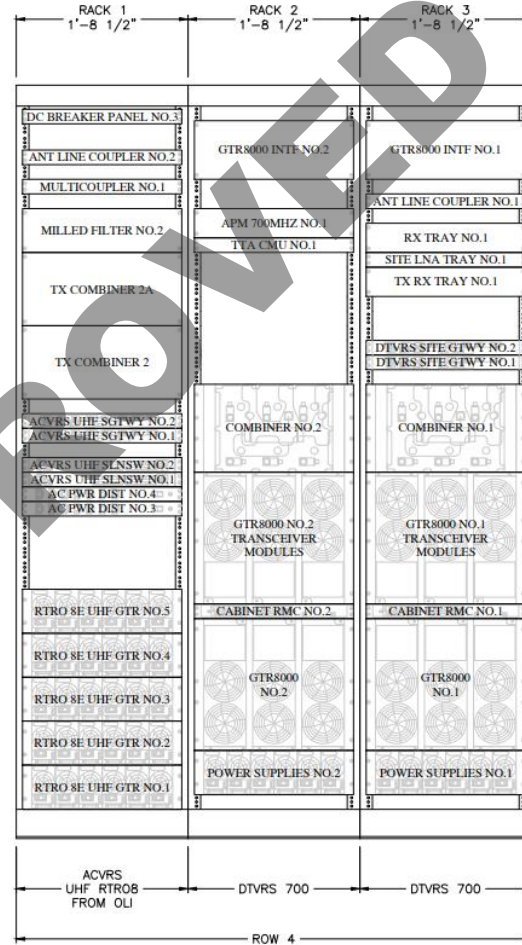 RACK 1
1'-8 1/2"
RACK 2
1'-8 1/2"
RACK 3
1'-8 1/2"
DC BREAKER PANEL NO.3
ANT LINE COUPLER NO.2
MULTICOUPLER NO.1
MILLED FILTER NO.2
TX COMBINER 2A
TX COMBINER 2
ACVRS UHF SGTWY NO.2
ACVRS UHF SGTWY NO.1
ACVRS UHF SLNSW NO.2
ACVRS UHF SLNSW NO.1
AC PWR DIST NO.4
AC PWR DIST NO.3
RTRO 8E UHF GTR NO.5
RTRO 8E UHF GTR NO.4
RTRO 8E UHF GTR NO.3
RTRO 8E UHF GTR NO.2
RTRO 8E UHF GTR NO.1
GTR8000 INTF NO.2
APM 700MHZ NO.1
TTA CMU NO.1
COMBINER NO.2
GTR8000 NO.2
TRANSCEIVER
MODULES
CABINET RMC NO.2
GTR8000
NO.2
POWER SUPPLIES NO.2
GTR8000 INTF NO.1
ANT LINE COUPLER NO.1
RX TRAY NO.1
SITE LNA TRAY NO.1
TX RX TRAY NO.1
DTVRS SITE GTWY NO.2
DTVRS SITE GTWY NO.1
COMBINER NO.1
GTR8000 NO.1
TRANSCEIVER
MODULES
CABINET RMC NO.1
GTR8000
NO.1
POWER SUPPLIES NO.1
ACVRS
UHF RTRO8
FROM OLI
DTVRS 700
DTVRS 700
ROW 4
ROVED